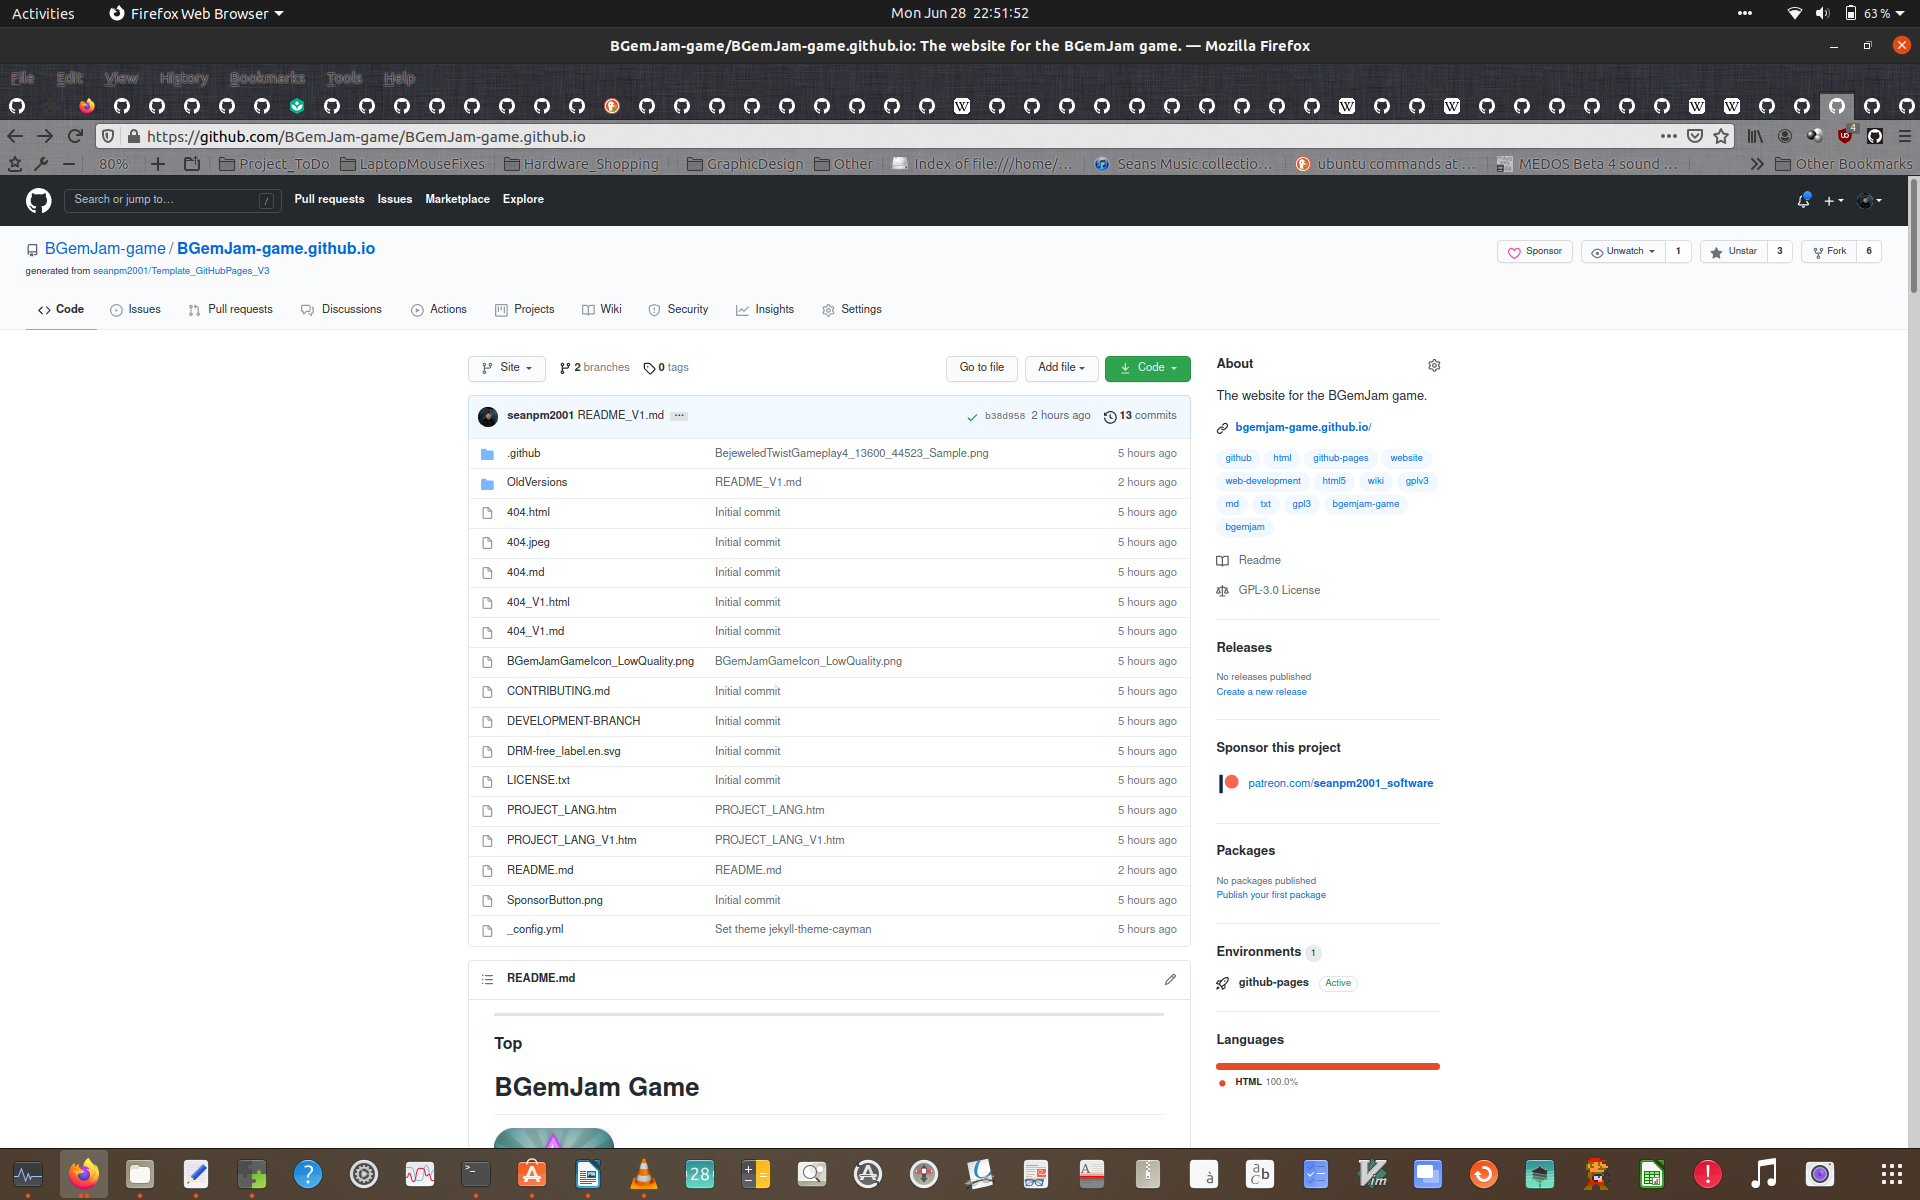 Activities Firefox Web Browser Mon Jun 28 22:51:52 63 %
BGemJam-game/BGemJam-game.github.io: The website for the BGemJam game. — Mozilla Firefox
File Edit View History Bookmarks Tools Help
https://github.com/BGemJam-game/BGemJam-game.github.io 4
80% Project_ToDo LaptopMouseFixes Hardware_Shopping GraphicDesign Other Index of file:///home/... Seans Music collectio... ubuntu commands at ... MEDOS Beta 4 sound ... Other Bookmarks
Search or jump to... / Pull requests Issues Marketplace Explore
BGemJam-game / BGemJam-game.github.io Sponsor Unwatch 1 Unstar 3 Fork 6
generated from seanpm2001/Template_GitHubPages_V3
Code Issues Pull requests Discussions Actions Projects Wiki Security Insights Settings
Site 2 branches 0 tags Go to file Add file Code
seanpm2001 README_V1.md ... b38d958 2 hours ago 13 commits
.github BejeweledTwistGameplay4_13600_44523_Sample.png 5 hours ago
OldVersions README_V1.md 2 hours ago
404.html Initial commit 5 hours ago
404.jpeg Initial commit 5 hours ago
404.md Initial commit 5 hours ago
404_V1.html Initial commit 5 hours ago
404_V1.md Initial commit 5 hours ago
BGemJamGameIcon_LowQuality.png BGemJamGameIcon_LowQuality.png 5 hours ago
CONTRIBUTING.md Initial commit 5 hours ago
DEVELOPMENT-BRANCH Initial commit 5 hours ago
DRM-free_label.en.svg Initial commit 5 hours ago
LICENSE.txt Initial commit 5 hours ago
PROJECT_LANG.htm PROJECT_LANG.htm 5 hours ago
PROJECT_LANG_V1.htm PROJECT_LANG_V1.htm 5 hours ago
README.md README.md 2 hours ago
SponsorButton.png Initial commit 5 hours ago
_config.yml Set theme jekyll-theme-cayman 5 hours ago
README.md
Top
BGemJam Game
About
The website for the BGemJam game.
bgemjam-game.github.io/
github html github-pages website
web-development html5 wiki gplv3
md txt gpl3 bgemjam-game
bgemjam
Readme
GPL-3.0 License
Releases
No releases published
Create a new release
Sponsor this project
patreon.com/seanpm2001_software
Packages
No packages published
Publish your first package
Environments 1
github-pages Active
Languages
HTML 100.0%
28